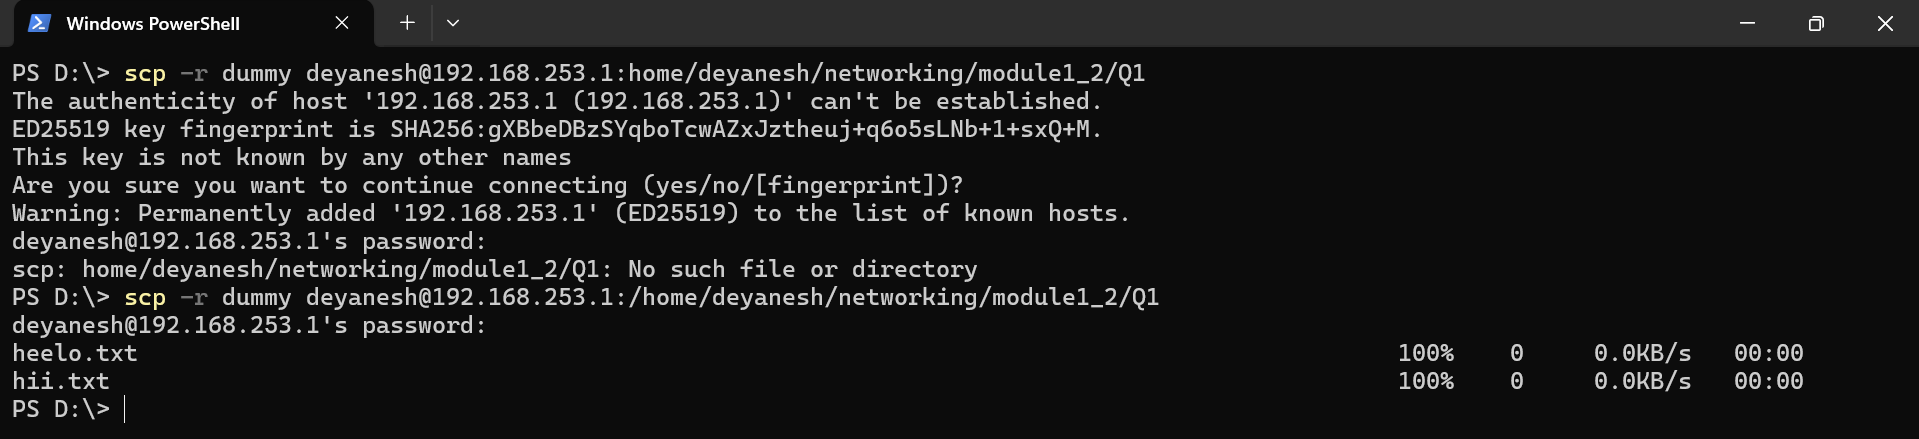 Windows PowerShell
PS D:\> scp -r dummy deyanesh@192.168.253.1:home/deyanesh/networking/module1_2/Q1
The authenticity of host '192.168.253.1 (192.168.253.1)' can't be established.
ED25519 key fingerprint is SHA256:gXBbeDBzSYqboTcwAZxJztheuj+q6o5sLNb+1+sxQ+M.
This key is not known by any other names
Are you sure you want to continue connecting (yes/no/[fingerprint])?
Warning: Permanently added '192.168.253.1' (ED25519) to the list of known hosts.
deyanesh@192.168.253.1's password:
scp: home/deyanesh/networking/module1_2/Q1: No such file or directory
PS D:\> scp -r dummy deyanesh@192.168.253.1:/home/deyanesh/networking/module1_2/Q1
deyanesh@192.168.253.1's password:
heelo.txt 100% 0 0.0KB/s 00:00
hii.txt 100% 0 0.0KB/s 00:00
PS D:\>